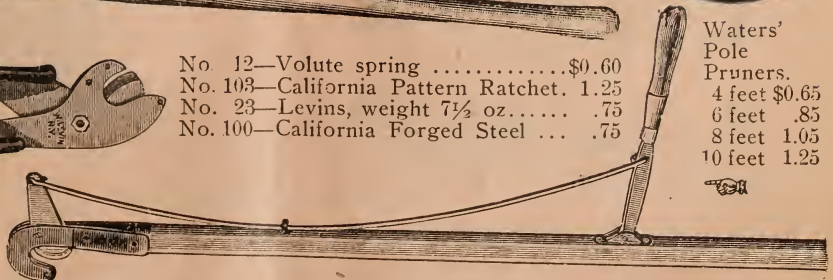 No. 12—Volute spring .............$0.60
No. 103—California Pattern Ratchet. 1.25
No. 23—Levins, weight 7½ oz...... .75
No. 100—California Forged Steel ... .75
Waters'
Pole
Pruners.
4 feet $0.65
6 feet .85
8 feet 1.05
10 feet 1.25